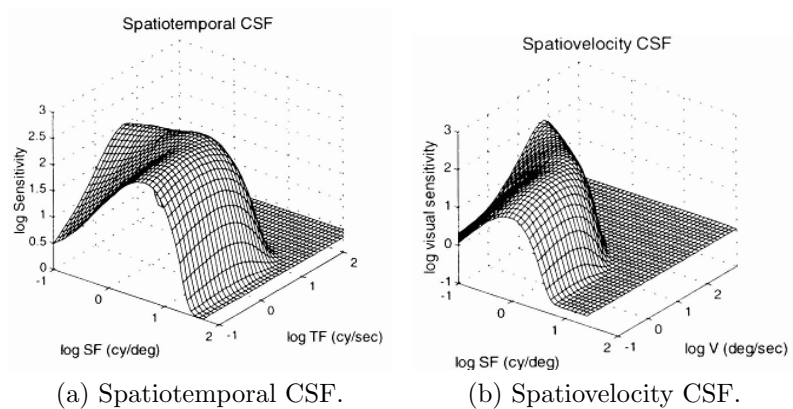 Spatiotemporal CSF
3
2.5
2
1.5
1
0.5
0
log Sensitivity
-1
0
1
2
log SF (cy/deg)
-1
0
1
2
log TF (cy/sec)
(a) Spatiotemporal CSF.
Spatiovelocity CSF
3
2
1
0
-1
log visual sensitivity
-1
0
1
2
log SF (cy/deg)
-1
0
1
2
log V (deg/sec)
(b) Spatiovelocity CSF.